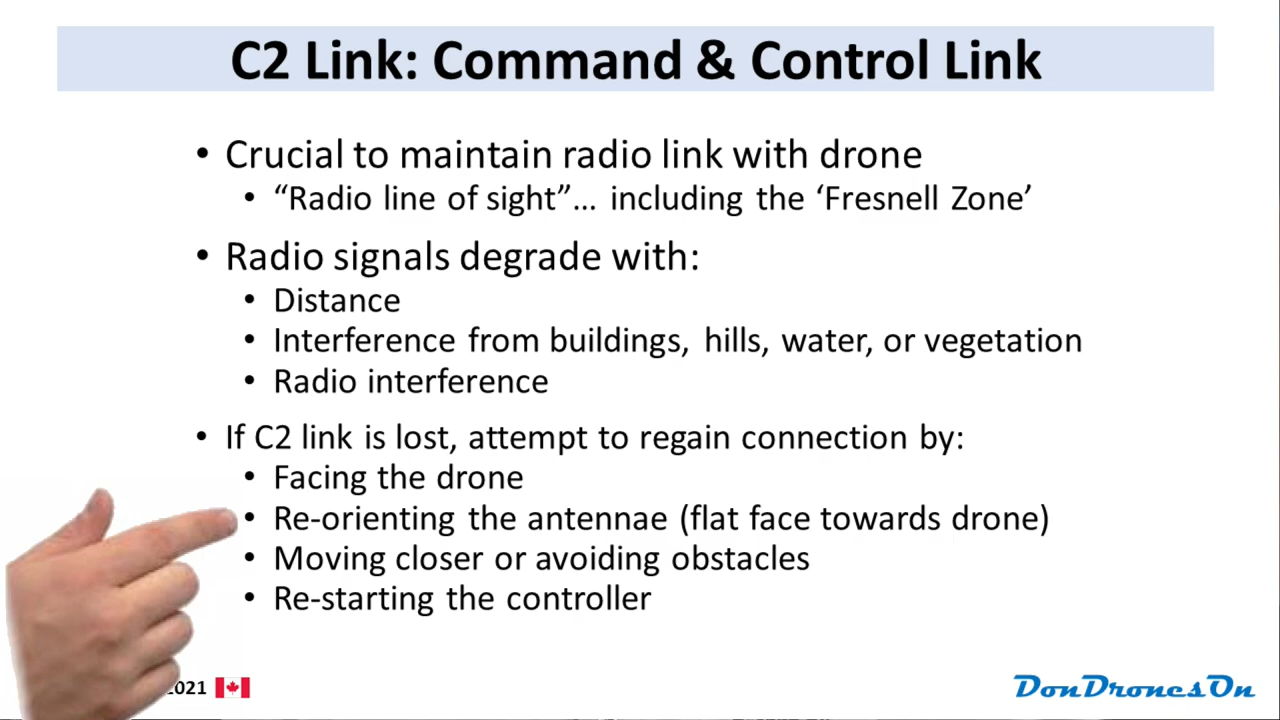 C2 Link: Command & Control Link
• Crucial to maintain radio link with drone
• “Radio line of sight”… including the ‘Fresnell Zone’
• Radio signals degrade with:
• Distance
• Interference from buildings, hills, water, or vegetation
• Radio interference
• If C2 link is lost, attempt to regain connection by:
• Facing the drone
• Re-orienting the antennae (flat face towards drone)
• Moving closer or avoiding obstacles
• Re-starting the controller
2021
DonDronesOn